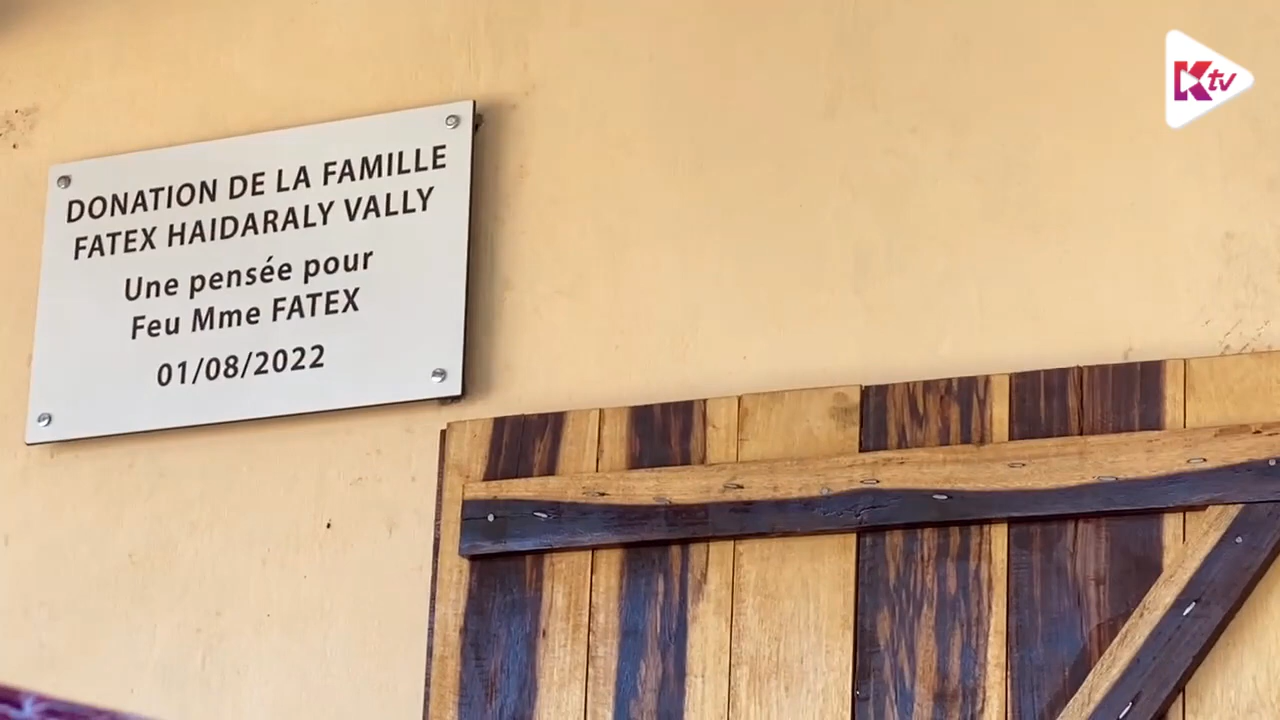 DONATION DE LA FAMILLE
FATEX HAIDARALY VALLY
Une pensée pour
Feu Mme FATEX
01/08/2022
Ktv